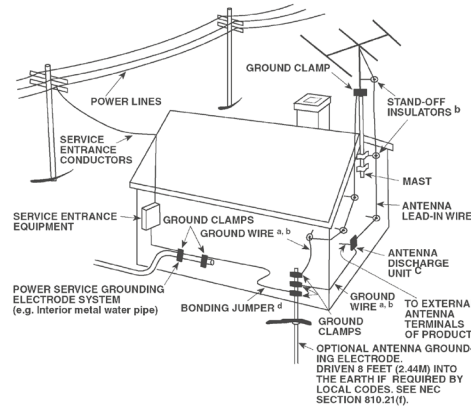 GROUND CLAMP
POWER LINES
STAND-OFF
INSULATORS b
SERVICE
ENTRANCE
CONDUCTORS
MAST
ANTENNA
LEAD-IN WIRE
SERVICE ENTRANCE
EQUIPMENT
GROUND CLAMPS
GROUND WIRE a, b
ANTENNA
DISCHARGE
UNIT C
POWER SERVICE GROUNDING
ELECTRODE SYSTEM
(e.g. Interior metal water pipe)
BONDING JUMPER d
GROUND
WIRE a, b
TO EXTERNA
ANTENNA
TERMINALS
OF PRODUCT
GROUND
CLAMPS
OPTIONAL ANTENNA GROUND-
ING ELECTRODE.
DRIVEN 8 FEET (2.44M) INTO
THE EARTH IF REQUIRED BY
LOCAL CODES. SEE NEC
SECTION 810.21(f).